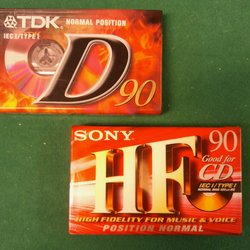 TDK NORMAL POSITION
IEC I / TYPE I
D 90
SONY
HF 90
Good for
CD
IEC I / TYPE I
HIGH FIDELITY FOR MUSIC & VOICE
POSITION NORMAL